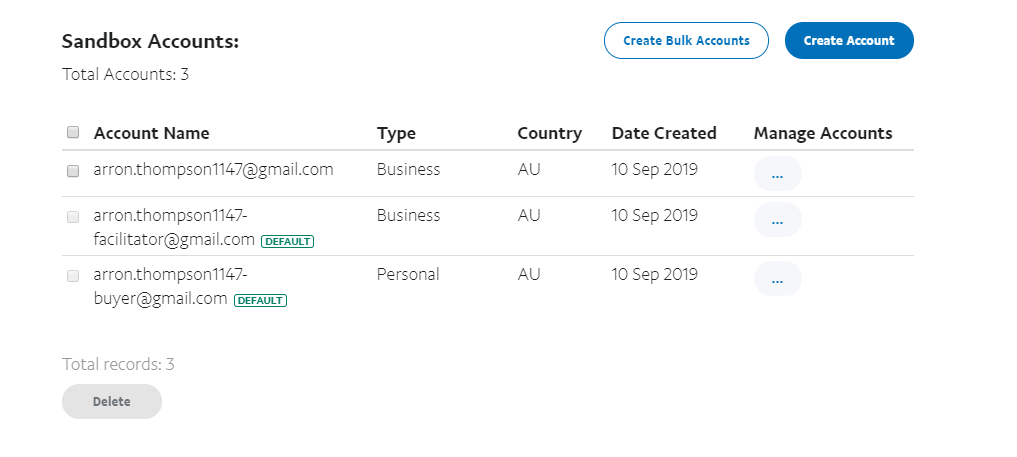 Sandbox Accounts:
Create Bulk Accounts
Create Account
Total Accounts: 3
Account Name Type Country Date Created Manage Accounts
arron.thompson1147@gmail.com Business AU 10 Sep 2019 ...
arron.thompson1147- Business AU 10 Sep 2019 ...
facilitator@gmail.com DEFAULT
arron.thompson1147- Personal AU 10 Sep 2019 ...
buyer@gmail.com DEFAULT
Total records: 3
Delete